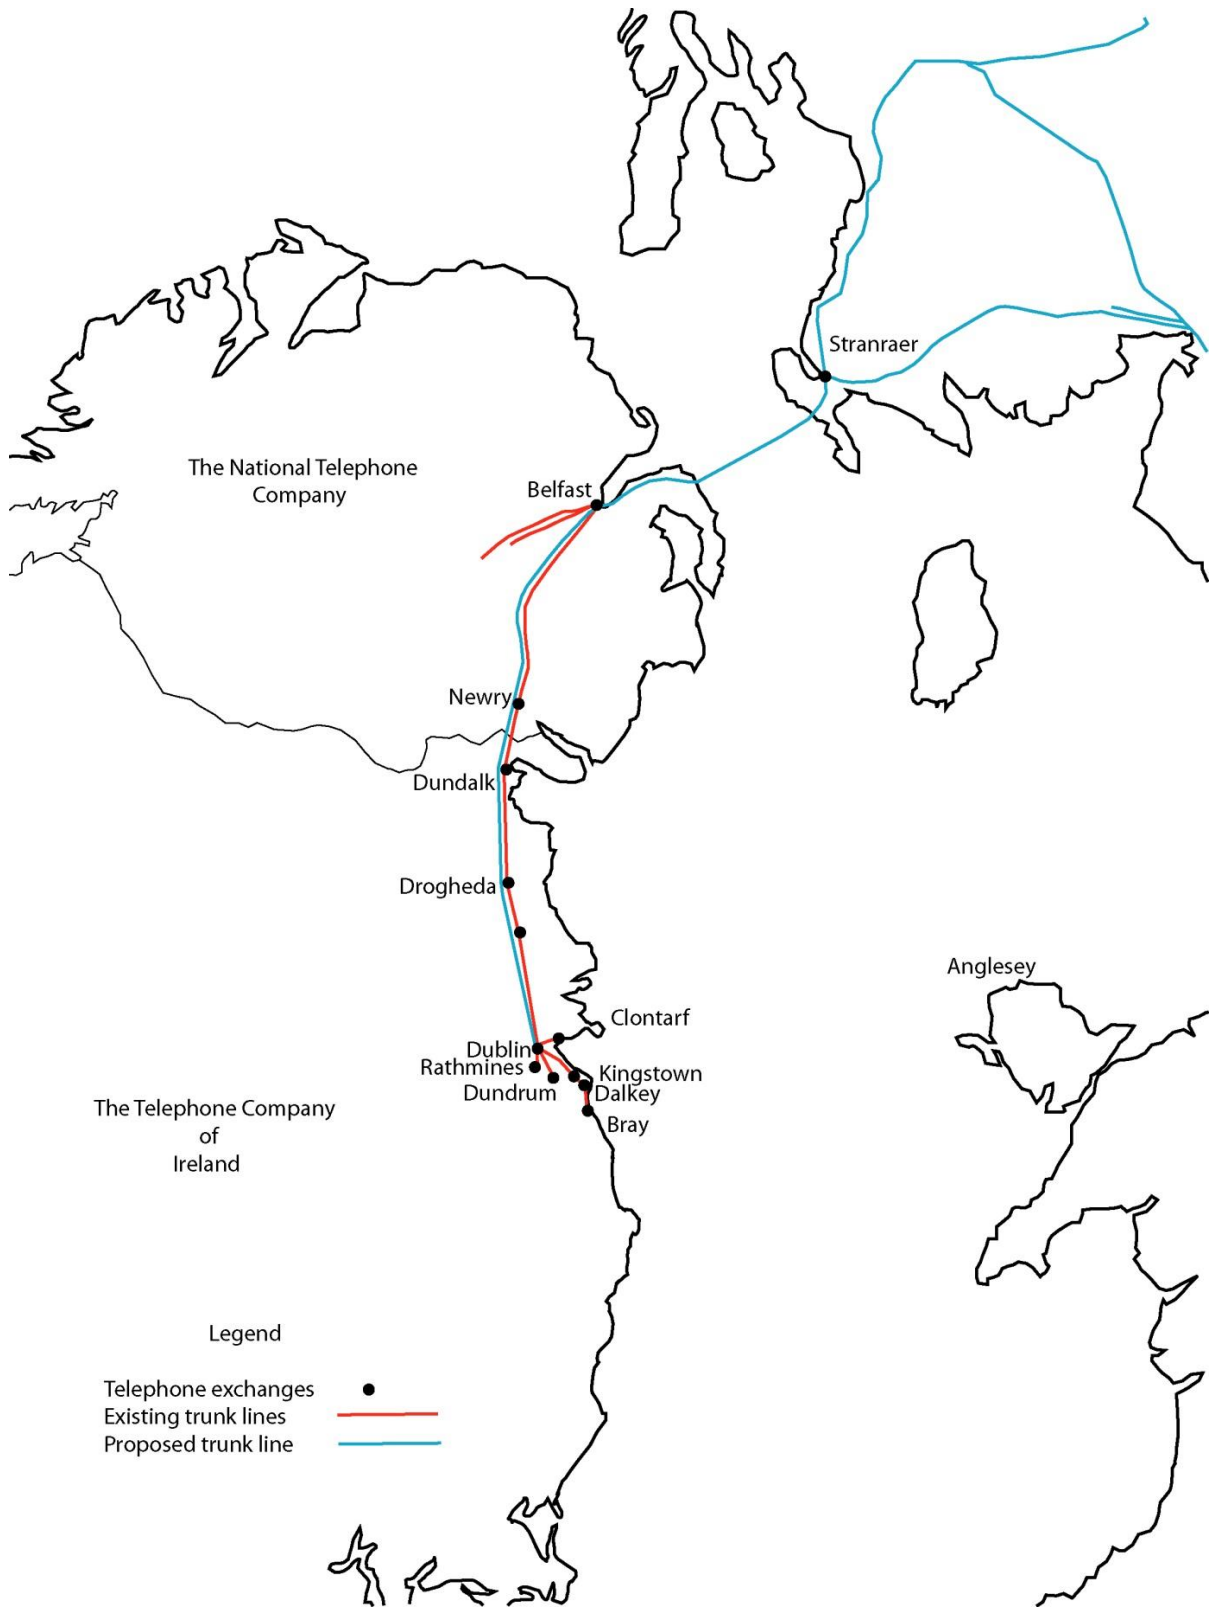 Stranraer
The National Telephone
Company
Belfast
Newry
Dundalk
Drogheda
Anglesey
Clontarf
Dublin
Rathmines
Kingstown
Dundrum
Dalkey
Bray
The Telephone Company
of
Ireland
Legend
Telephone exchanges
Existing trunk lines
Proposed trunk line